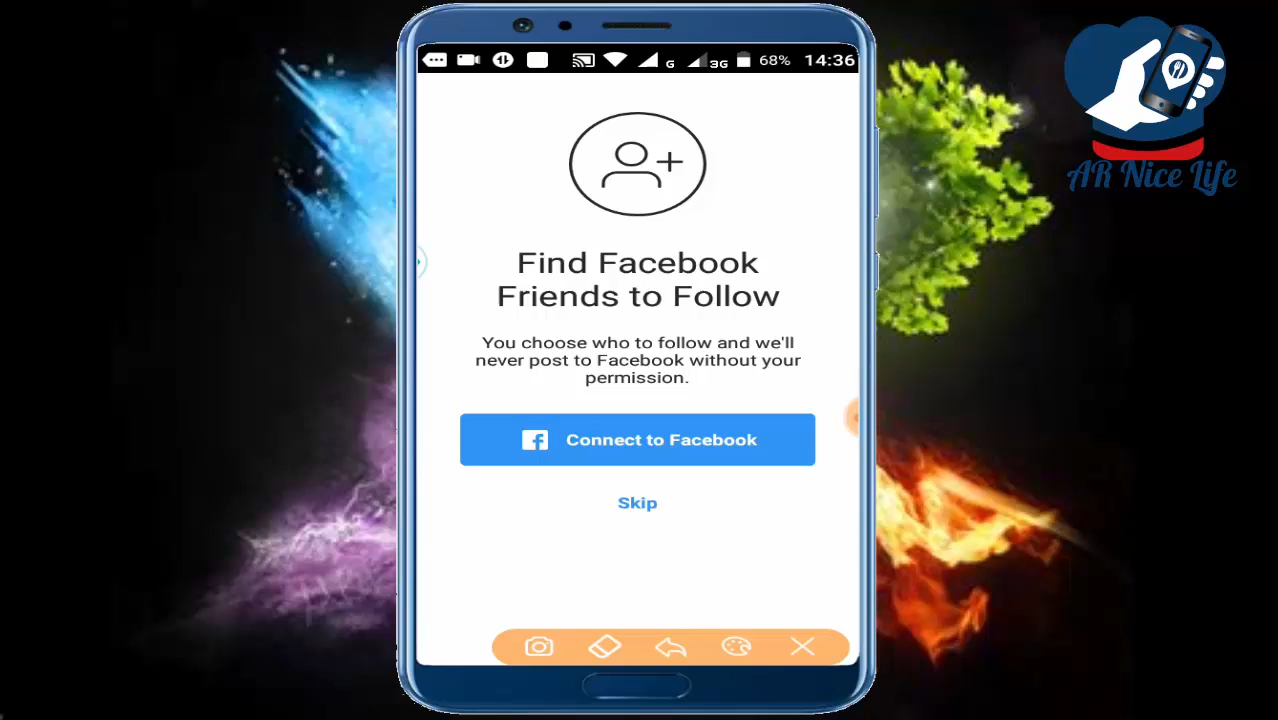 G 3G 68% 14:36
AR Nice Life
Find Facebook
Friends to Follow
You choose who to follow and we'll
never post to Facebook without your
permission.
Connect to Facebook
Skip